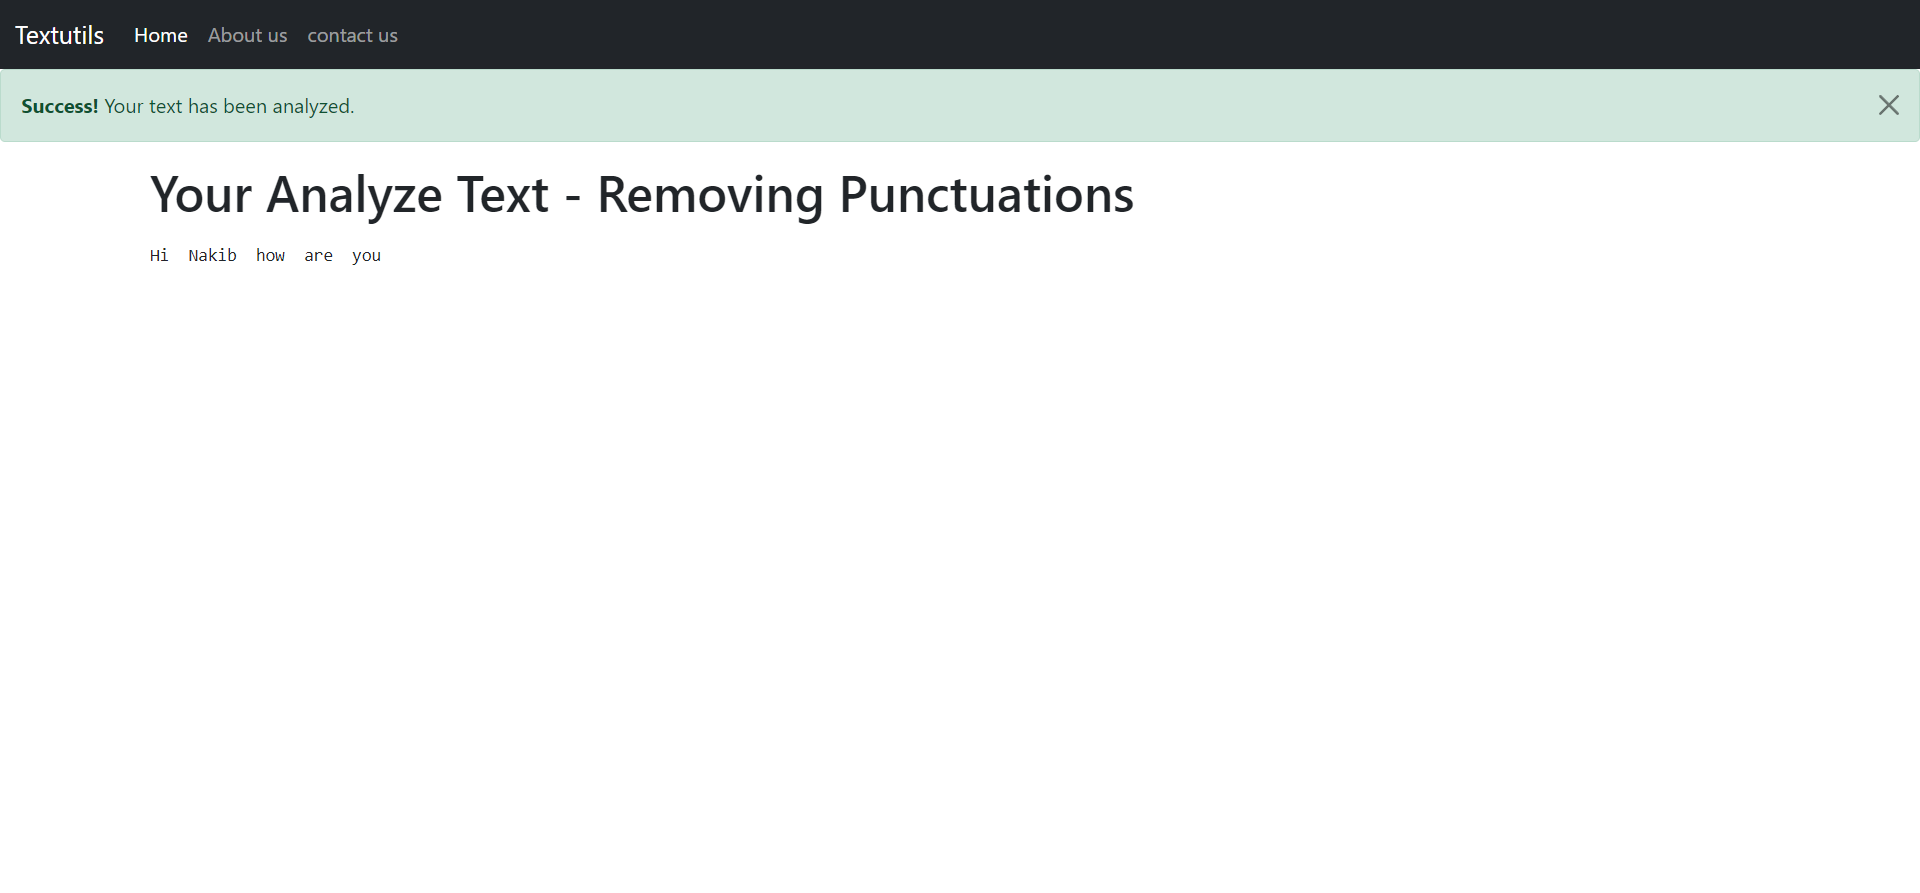 Textutils Home About us contact us
Success! Your text has been analyzed.
Your Analyze Text - Removing Punctuations
Hi  Nakib  how  are  you